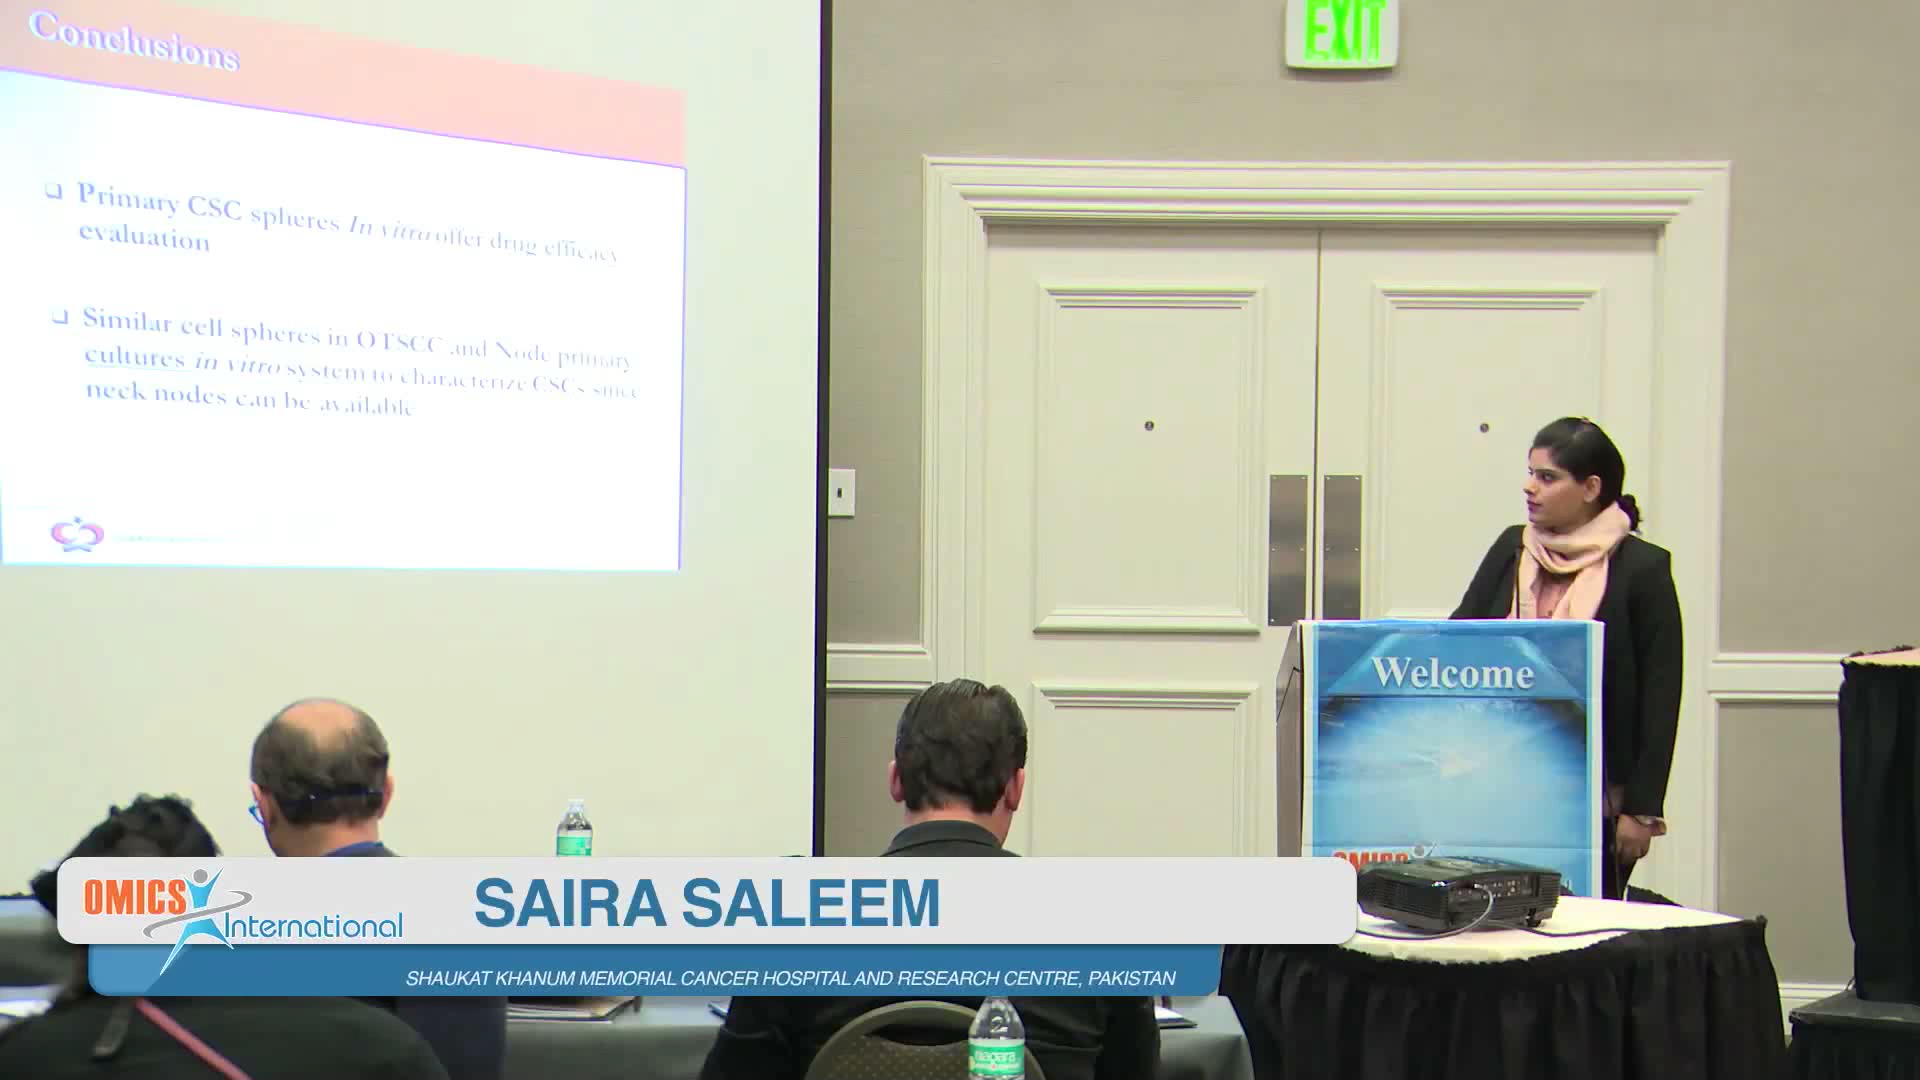 Conclusions
EXIT
Primary CSC spheres In vitro offer drug efficacy
evaluation
Similar cell spheres in OTSCC and Node primary
cultures in vitro system to characterize CSCs since
neck nodes can be available
Welcome
OMICS
International
SAIRA SALEEM
SHAUKAT KHANUM MEMORIAL CANCER HOSPITAL AND RESEARCH CENTRE, PAKISTAN
OMICS
niagara